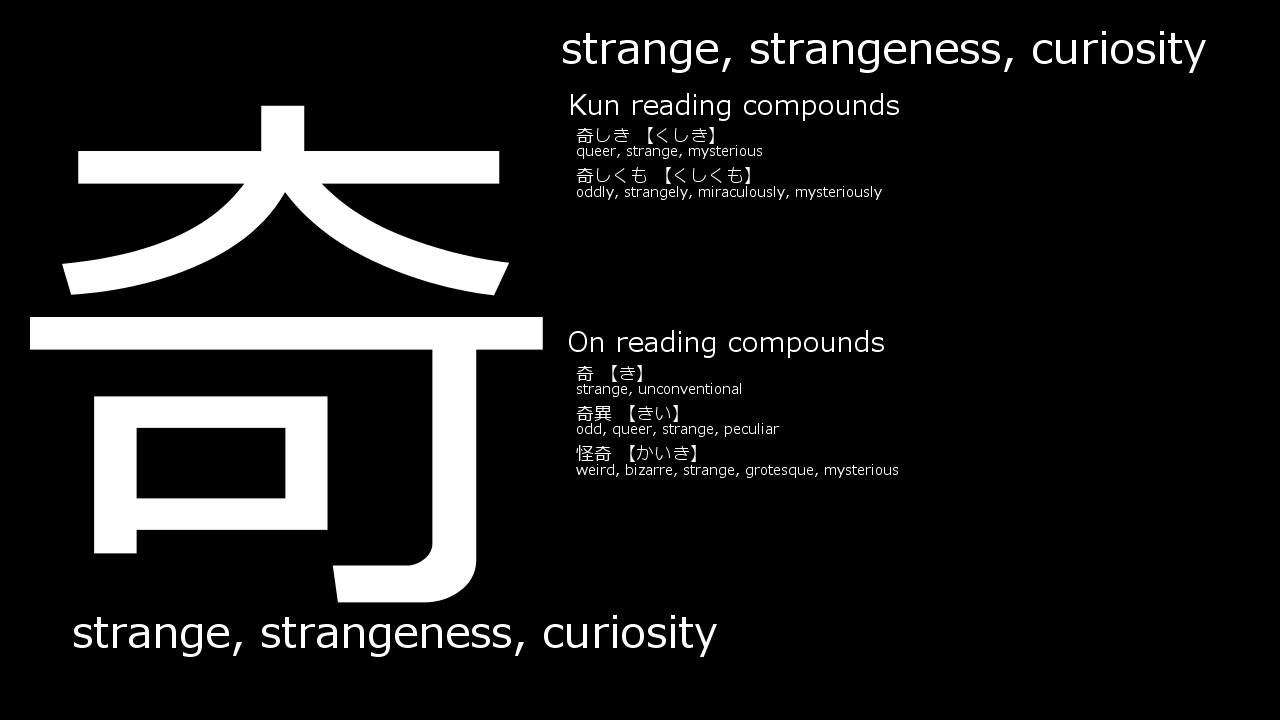 奇
strange, strangeness, curiosity
strange, strangeness, curiosity
Kun reading compounds
奇しき 【くしき】
queer, strange, mysterious
奇しくも 【くしくも】
oddly, strangely, miraculously, mysteriously
On reading compounds
奇 【き】
strange, unconventional
奇異 【きい】
odd, queer, strange, peculiar
怪奇 【かいき】
weird, bizarre, strange, grotesque, mysterious